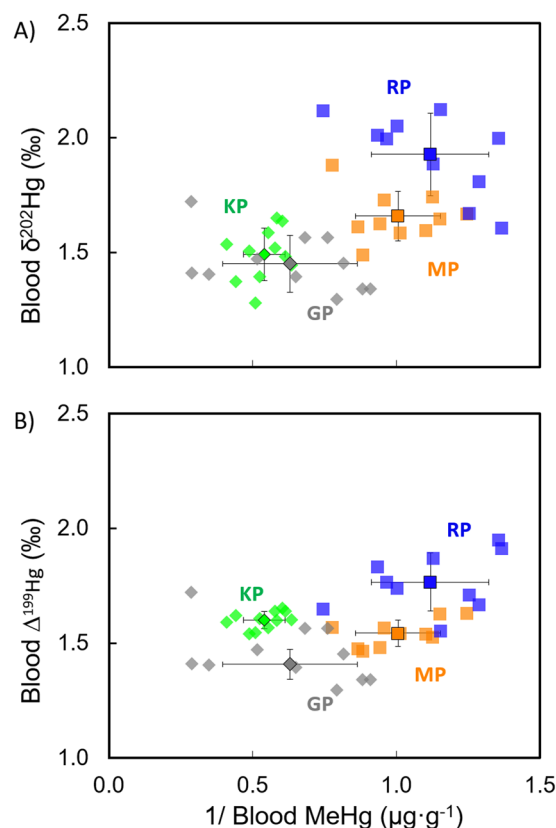 A)
2.5
2.0
1.5
1.0
Blood δ²⁰²Hg (‰)
RP
KP
MP
GP
B)
2.5
2.0
1.5
1.0
Blood Δ¹⁹⁹Hg (‰)
RP
KP
MP
GP
0.0 0.5 1.0 1.5
1/ Blood MeHg (µg·g⁻¹)